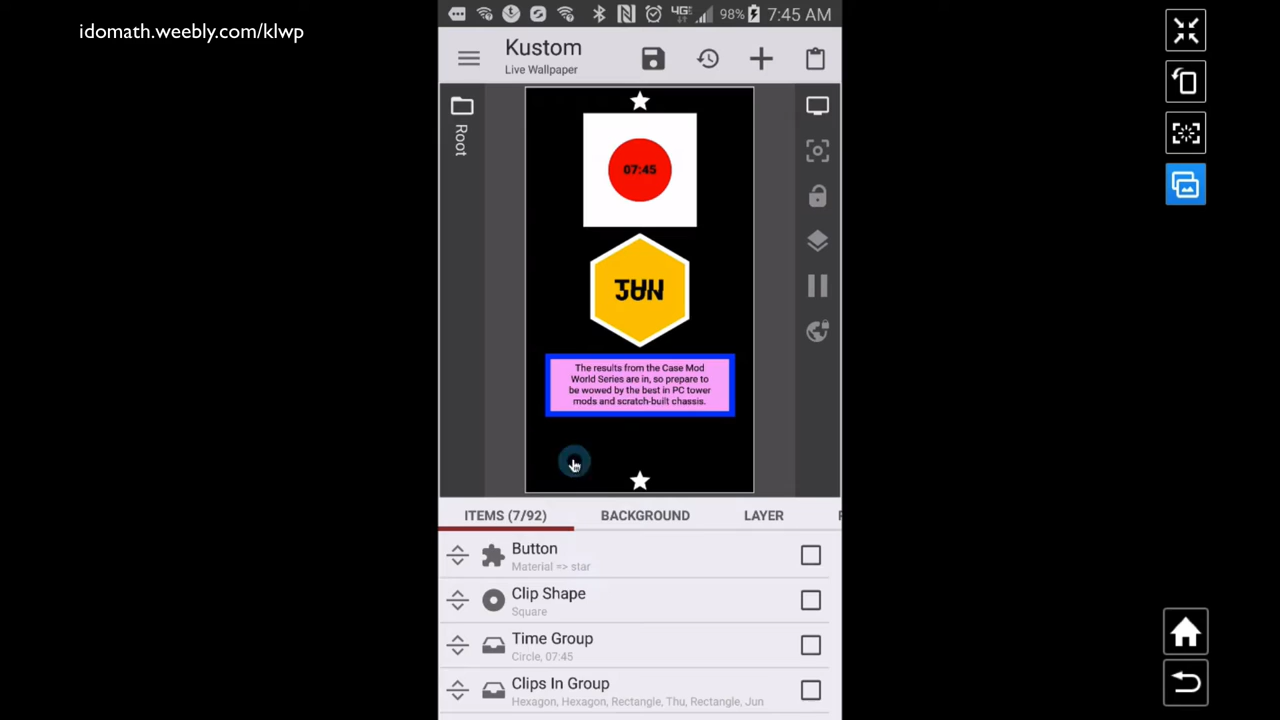 idomath.weebly.com/klwp
4G 98% 7:45 AM
Kustom
Live Wallpaper
Root
07:45
The results from the Case Mod
World Series are in, so prepare to
be wowed by the best in PC tower
mods and scratch-built chassis.
ITEMS (7/92) BACKGROUND LAYER
Button
Material => star
Clip Shape
Square
Time Group
Circle, 07:45
Clips In Group
Hexagon, Hexagon, Rectangle, Thu, Rectangle, Jun